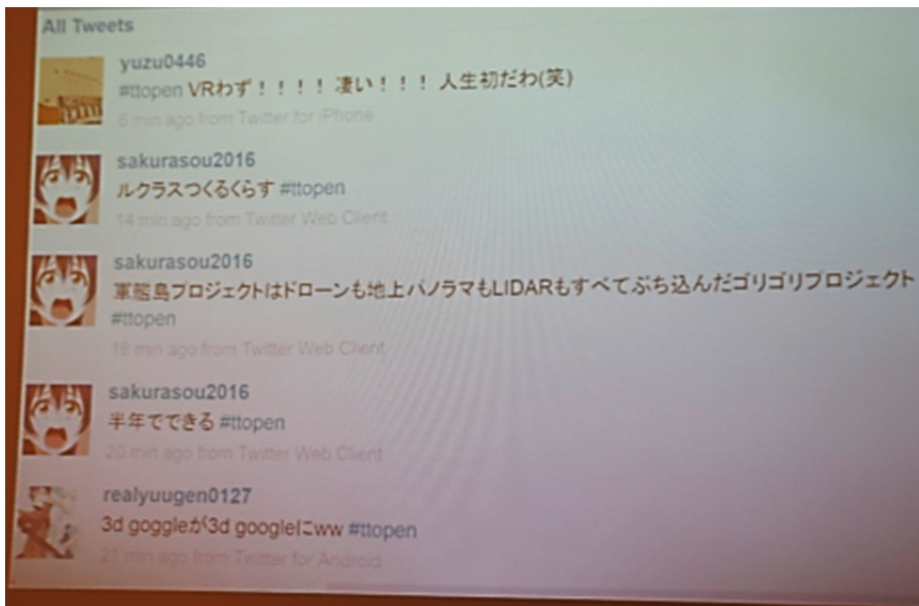 All Tweets
yuzu0446
#ttopen VRわず！！！！ 凄い！！！ 人生初だわ(笑)
6 min ago from Twitter for iPhone
sakurasou2016
ルクラスつくるくらす #ttopen
14 min ago from Twitter Web Client
sakurasou2016
軍艦島プロジェクトはドローンも地上パノラマもLIDARもすべてぶち込んだゴリゴリプロジェクト
#ttopen
18 min ago from Twitter Web Client
sakurasou2016
半年でできる #ttopen
20 min ago from Twitter Web Client
realyuugen0127
3d goggleが3d googleにww #ttopen
21 min ago from Twitter for Android